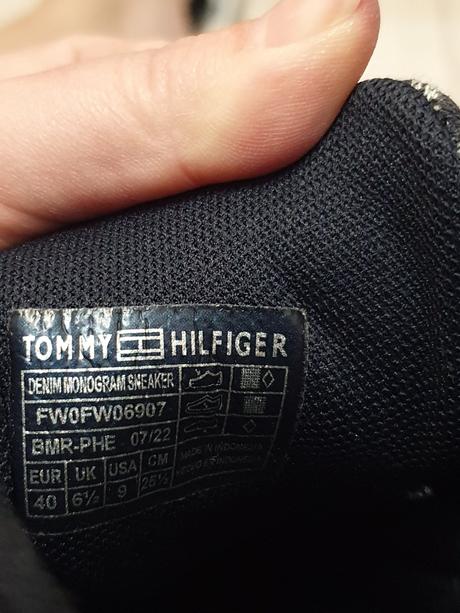 TOMMY HILFIGER
DENIM MONOGRAM SNEAKER
FW0FW06907
BMR-PHE 07/22
MADE IN INDONESIA
EUR UK USA CM
40 6½ 9 25½